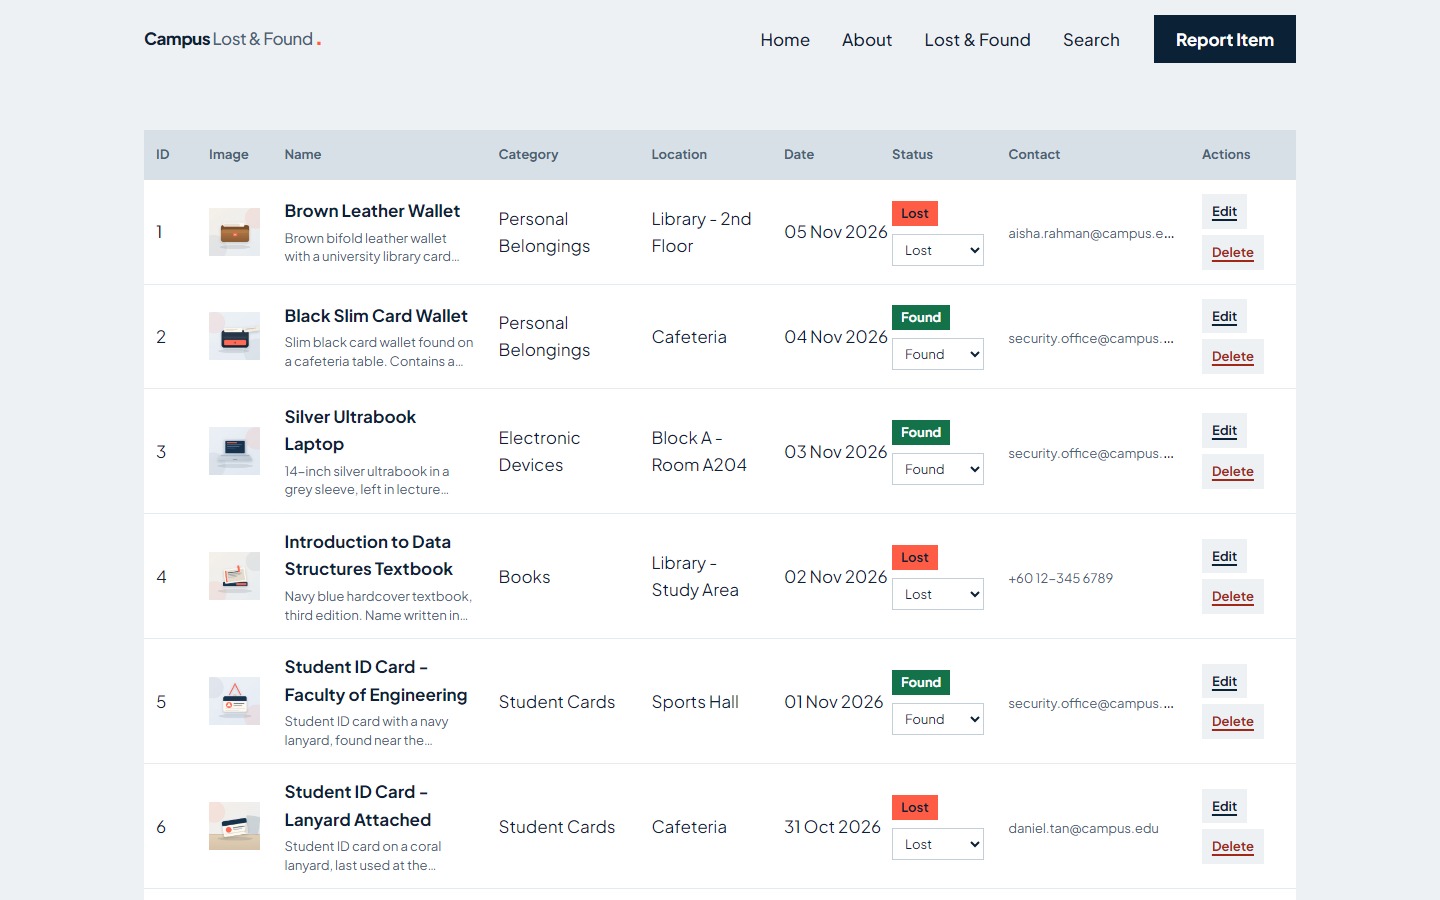 Campus Lost & Found .
Home About Lost & Found Search Report Item
ID Image Name Category Location Date Status Contact Actions
1 Brown Leather Wallet
Brown bifold leather wallet
with a university library card...
Personal
Belongings
Library - 2nd
Floor
05 Nov 2026
Lost
Lost
aisha.rahman@campus.e...
Edit
Delete
2 Black Slim Card Wallet
Slim black card wallet found on
a cafeteria table. Contains a...
Personal
Belongings
Cafeteria
04 Nov 2026
Found
Found
security.office@campus....
Edit
Delete
3 Silver Ultrabook
Laptop
14-inch silver ultrabook in a
grey sleeve, left in lecture...
Electronic
Devices
Block A -
Room A204
03 Nov 2026
Found
Found
security.office@campus....
Edit
Delete
4 Introduction to Data
Structures Textbook
Navy blue hardcover textbook,
third edition. Name written in...
Books
Library -
Study Area
02 Nov 2026
Lost
Lost
+60 12-345 6789
Edit
Delete
5 Student ID Card -
Faculty of Engineering
Student ID card with a navy
lanyard, found near the...
Student Cards
Sports Hall
01 Nov 2026
Found
Found
security.office@campus....
Edit
Delete
6 Student ID Card -
Lanyard Attached
Student ID card on a coral
lanyard, last used at the...
Student Cards
Cafeteria
31 Oct 2026
Lost
Lost
daniel.tan@campus.edu
Edit
Delete